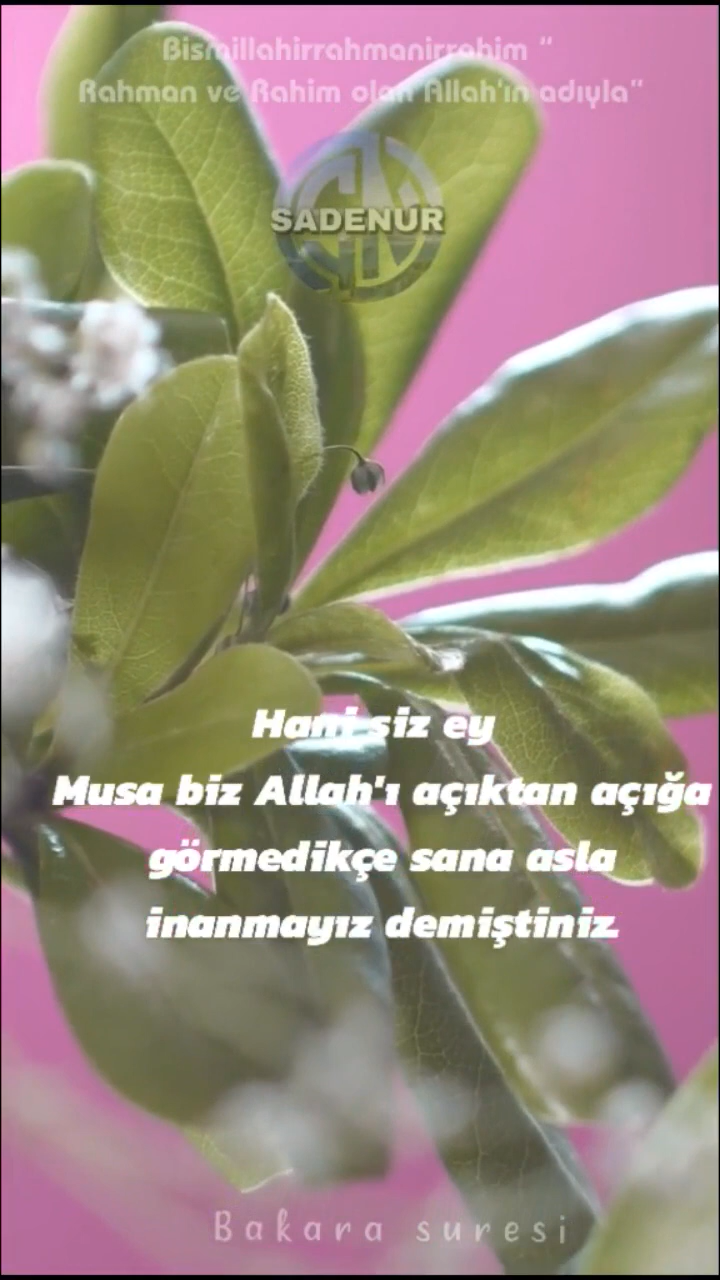 Bismillahirrahmanirrahim "
Rahman ve Rahim olan Allah'ın adıyla"
SN
SADENUR
Hani siz ey
Musa biz Allah'ı açıktan açığa
görmedikçe sana asla
inanmayız demiştiniz.
Bakara suresi